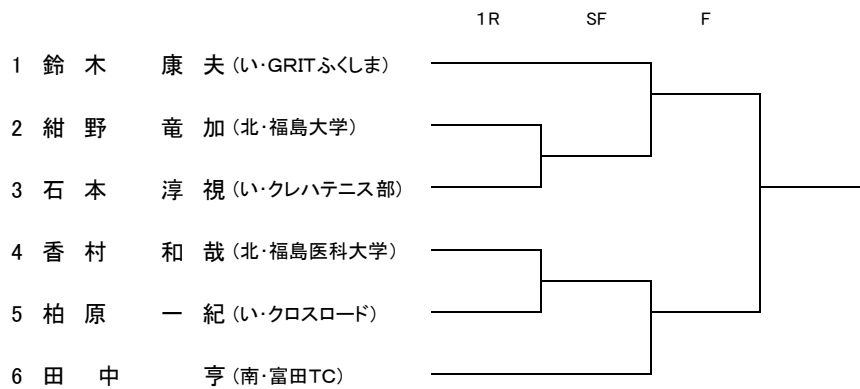 1R SF F
1 鈴木 康夫 (い・GRITふくしま)
2 紺野 竜加 (北・福島大学)
3 石本 淳視 (い・クレハテニス部)
4 香村 和哉 (北・福島医科大学)
5 柏原 一紀 (い・クロスロード)
6 田中 亨 (南・富田TC)